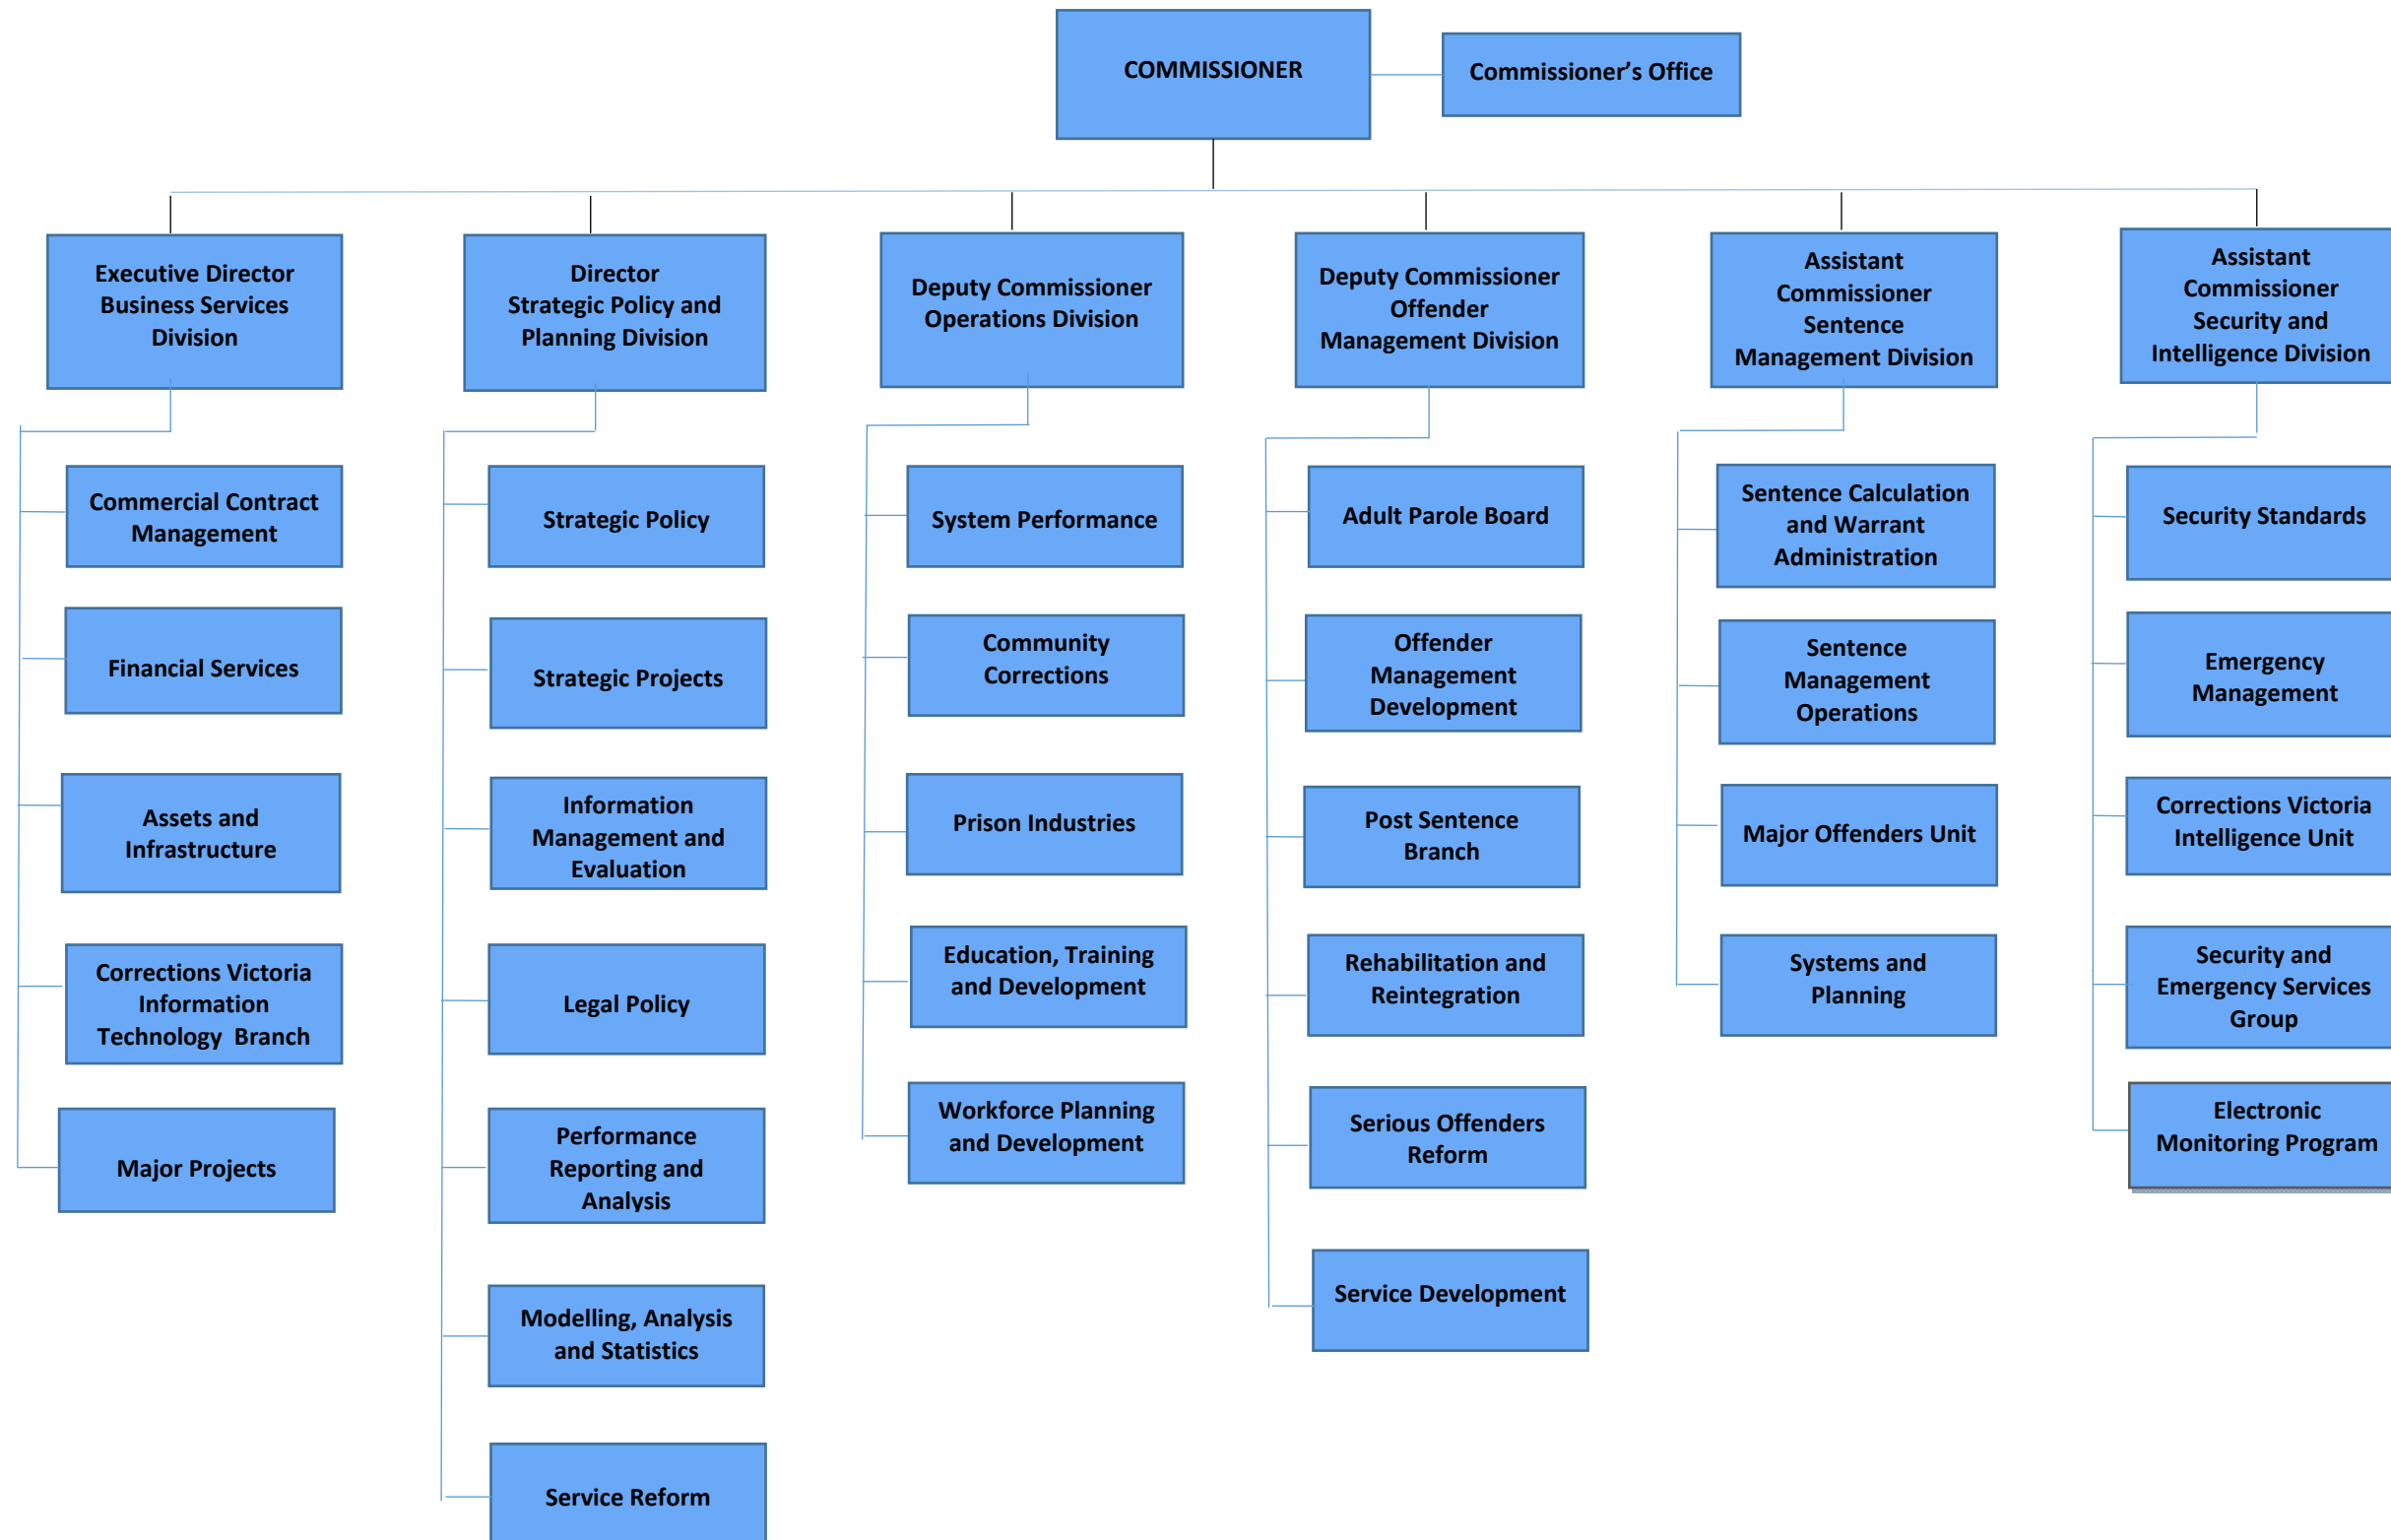 COMMISSIONER
Commissioner’s Office
Executive Director
Business Services
Division
Director
Strategic Policy and
Planning Division
Deputy Commissioner
Operations Division
Deputy Commissioner
Offender
Management Division
Assistant
Commissioner
Sentence
Management Division
Assistant
Commissioner
Security and
Intelligence Division
Commercial Contract
Management
Financial Services
Assets and
Infrastructure
Corrections Victoria
Information
Technology  Branch
Major Projects
Strategic Policy
Strategic Projects
Information
Management and
Evaluation
Legal Policy
Performance
Reporting and
Analysis
Modelling, Analysis
and Statistics
Service Reform
System Performance
Community
Corrections
Prison Industries
Education, Training
and Development
Workforce Planning
and Development
Adult Parole Board
Offender
Management
Development
Post Sentence
Branch
Rehabilitation and
Reintegration
Serious Offenders
Reform
Service Development
Sentence Calculation
and Warrant
Administration
Sentence
Management
Operations
Major Offenders Unit
Systems and
Planning
Security Standards
Emergency
Management
Corrections Victoria
Intelligence Unit
Security and
Emergency Services
Group
Electronic
Monitoring Program